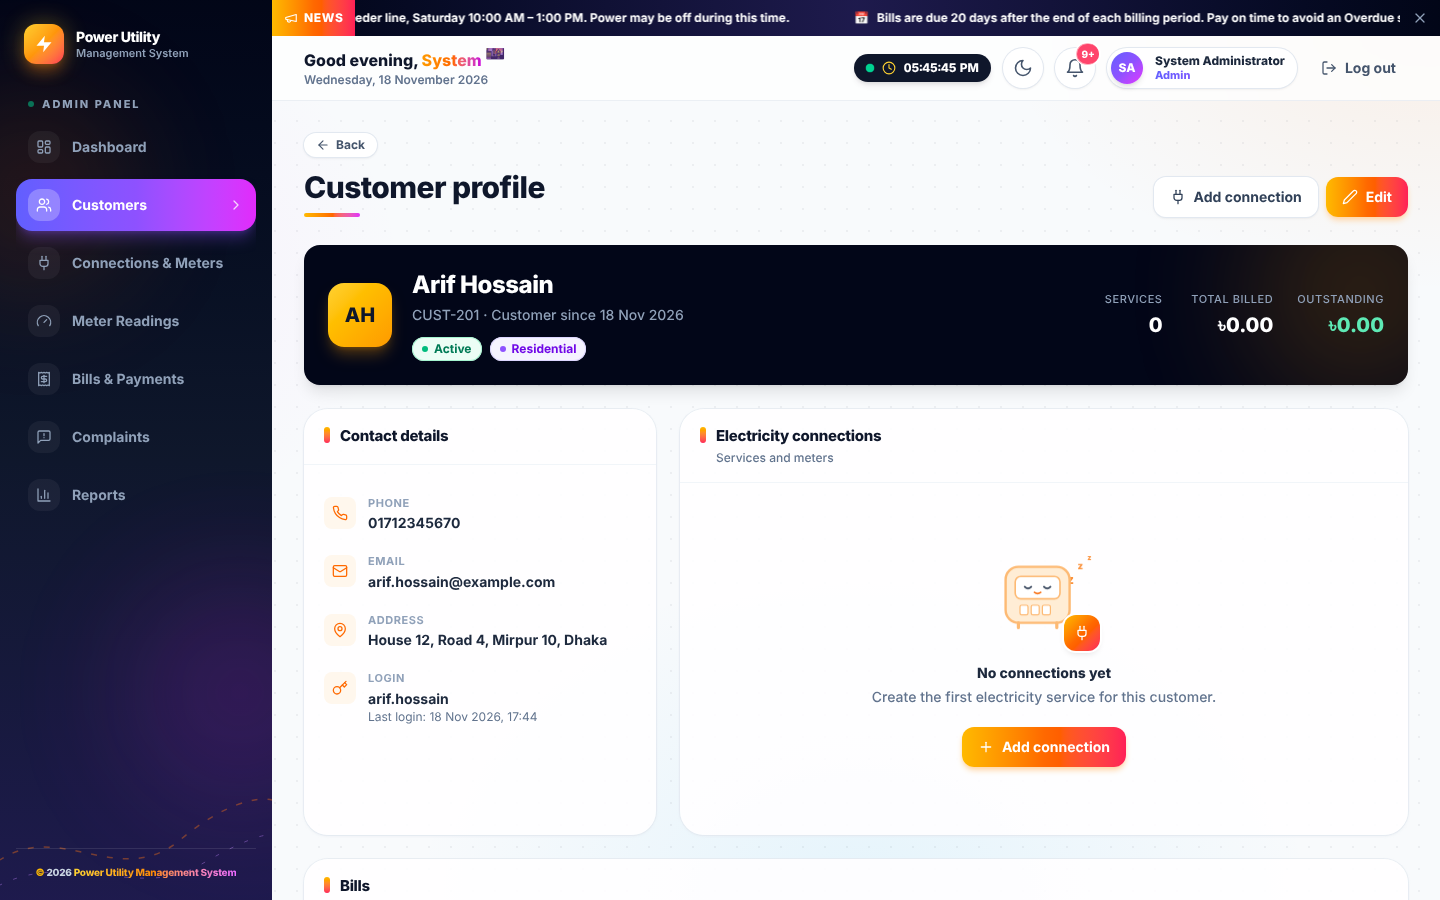 Power Utility
Management System
ADMIN PANEL
Dashboard
Customers
Connections & Meters
Meter Readings
Bills & Payments
Complaints
Reports
© 2026 Power Utility Management System
NEWS
eder line, Saturday 10:00 AM – 1:00 PM. Power may be off during this time.
Bills are due 20 days after the end of each billing period. Pay on time to avoid an Overdue s
Good evening, System
Wednesday, 18 November 2026
05:45:45 PM
9+
SA
System Administrator
Admin
Log out
Back
Customer profile
Add connection
Edit
AH
Arif Hossain
CUST-201 · Customer since 18 Nov 2026
Active
Residential
SERVICES
0
TOTAL BILLED
৳0.00
OUTSTANDING
৳0.00
Contact details
PHONE
01712345670
EMAIL
arif.hossain@example.com
ADDRESS
House 12, Road 4, Mirpur 10, Dhaka
LOGIN
arif.hossain
Last login: 18 Nov 2026, 17:44
Electricity connections
Services and meters
z
z
z
No connections yet
Create the first electricity service for this customer.
Add connection
Bills